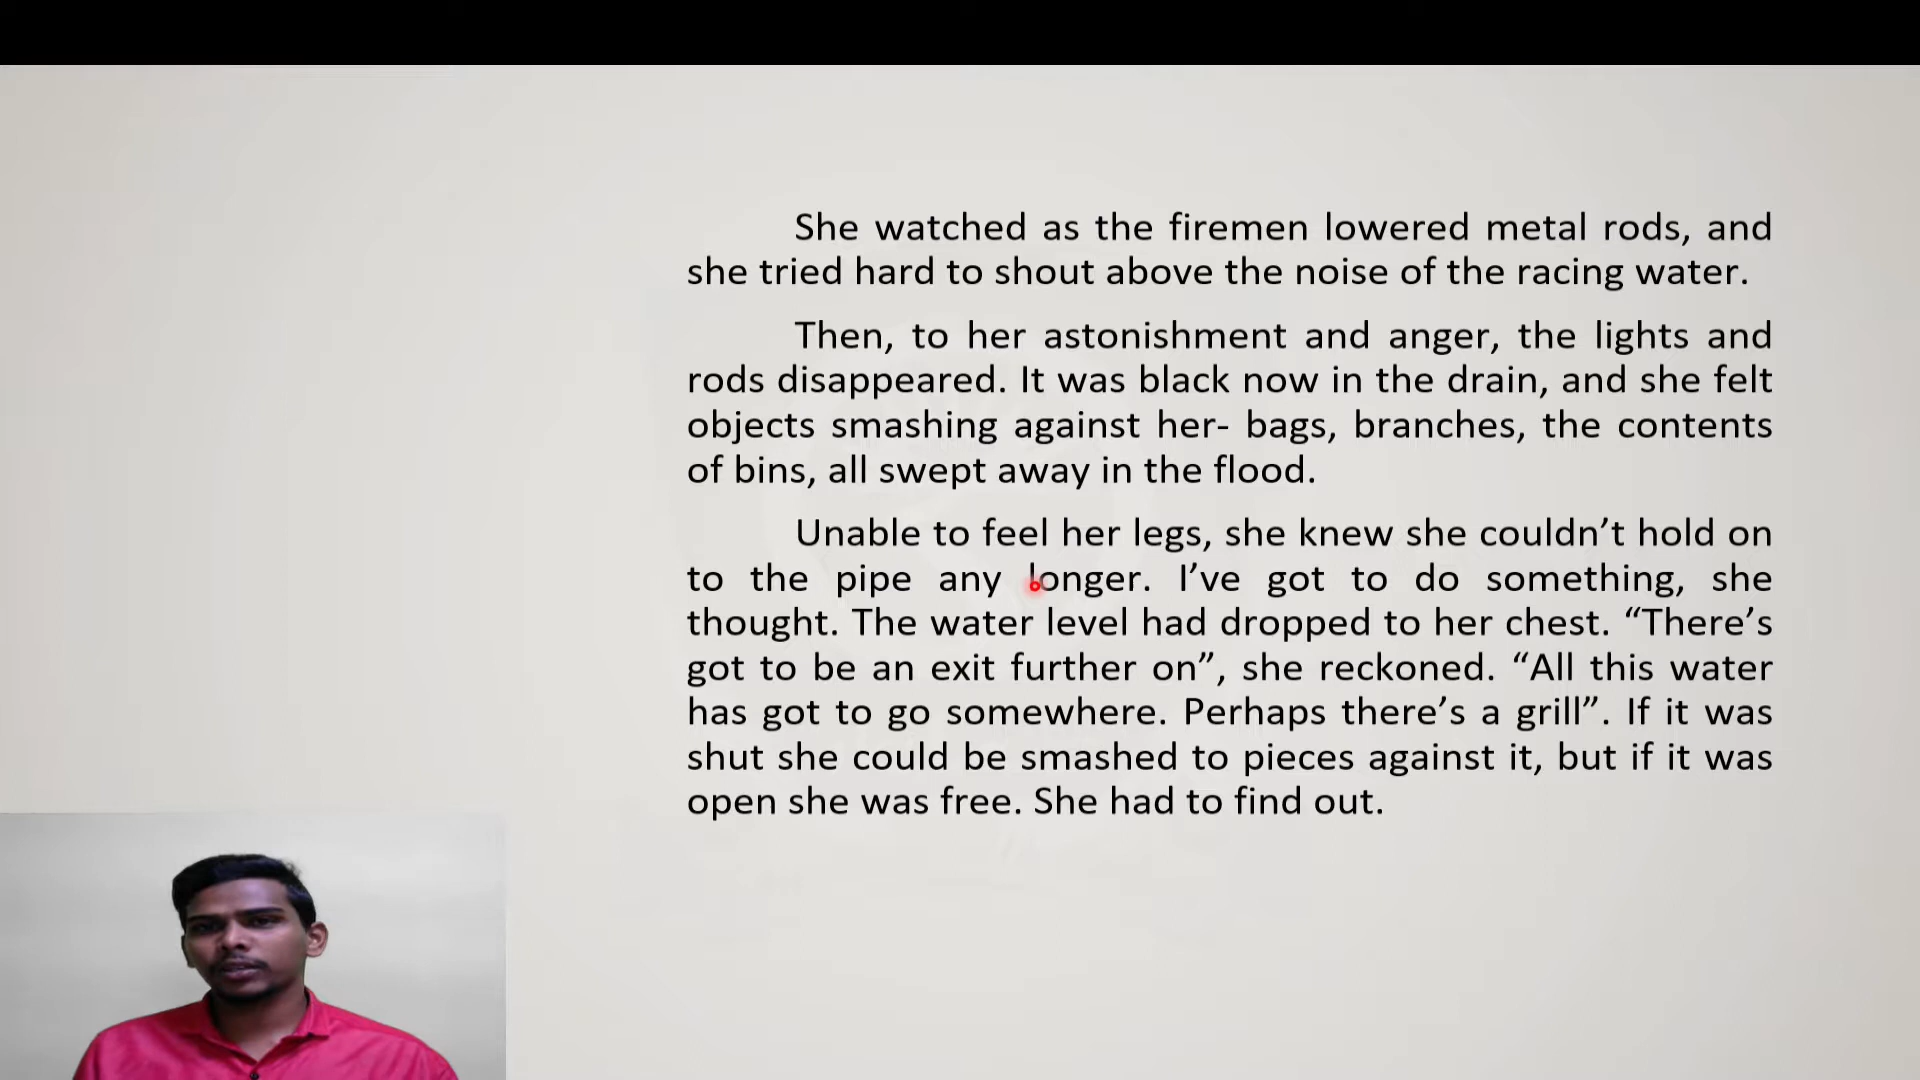 She watched as the firemen lowered metal rods, and
she tried hard to shout above the noise of the racing water.
Then, to her astonishment and anger, the lights and
rods disappeared. It was black now in the drain, and she felt
objects smashing against her- bags, branches, the contents
of bins, all swept away in the flood.
Unable to feel her legs, she knew she couldn’t hold on
to the pipe any longer. I’ve got to do something, she
thought. The water level had dropped to her chest. “There’s
got to be an exit further on”, she reckoned. “All this water
has got to go somewhere. Perhaps there’s a grill”. If it was
shut she could be smashed to pieces against it, but if it was
open she was free. She had to find out.